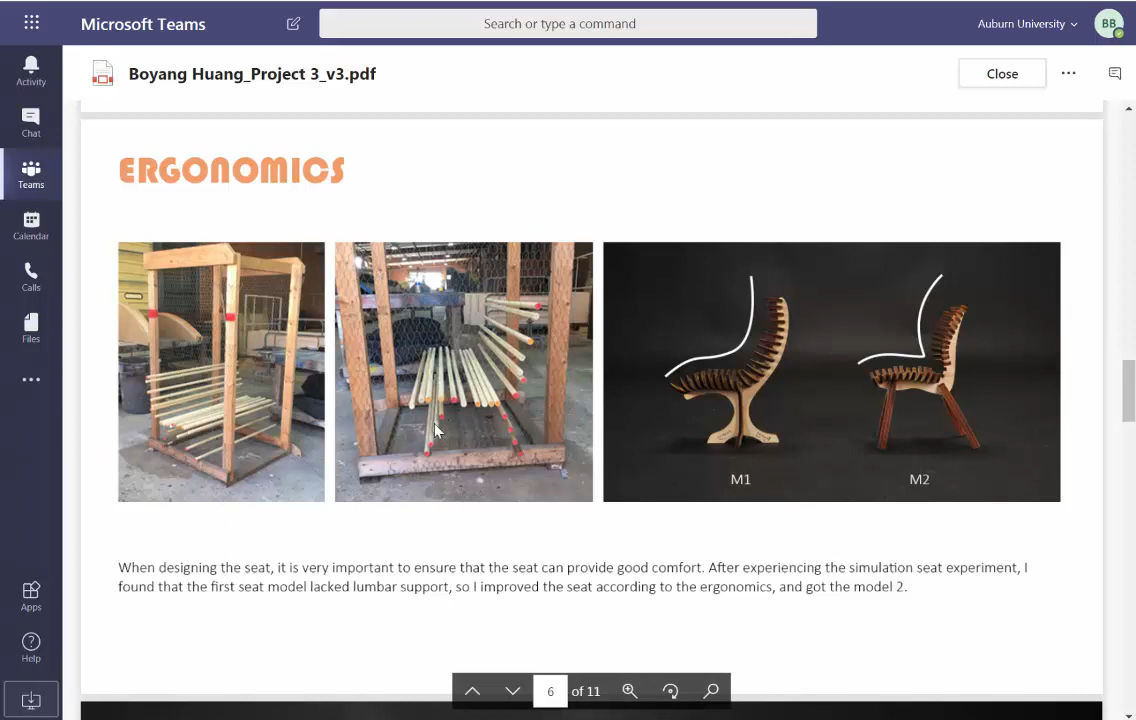 Microsoft Teams
Search or type a command
Auburn University
BB
Activity
Chat
Teams
Calendar
Calls
Files
Apps
Help
Boyang Huang_Project 3_v3.pdf
Close
ERGONOMICS
M1
M2
When designing the seat, it is very important to ensure that the seat can provide good comfort. After experiencing the simulation seat experiment, I
found that the first seat model lacked lumbar support, so I improved the seat according to the ergonomics, and got the model 2.
6 of 11